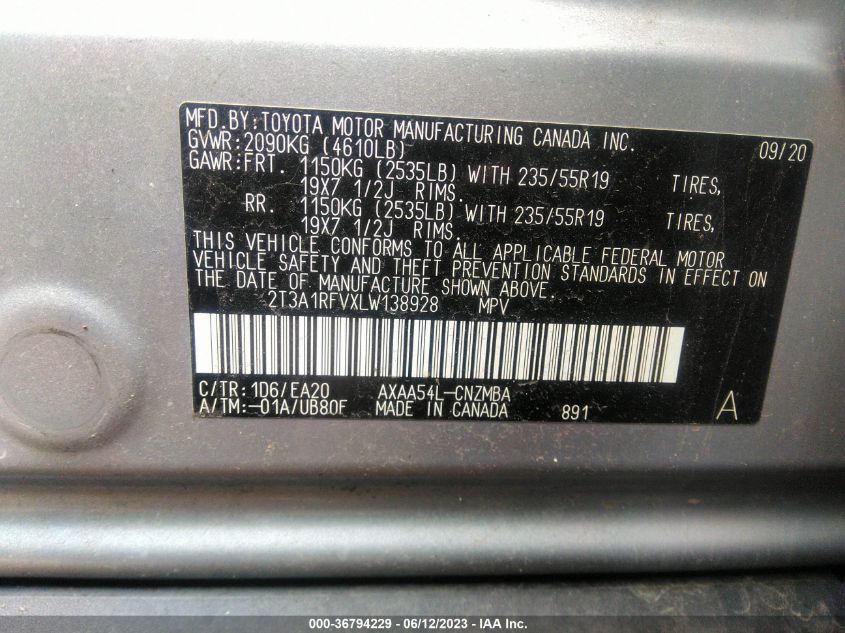 MFD.BY:TOYOTA MOTOR MANUFACTURING CANADA INC.
GVWR:2090KG (4610LB) 09/20
GAWR:FRT. 1150KG (2535LB) WITH 235/55R19 TIRES,
19X7 1/2J RIMS.
RR. 1150KG (2535LB) WITH 235/55R19 TIRES,
19X7 1/2J RIMS.
THIS VEHICLE CONFORMS TO ALL APPLICABLE FEDERAL MOTOR
VEHICLE SAFETY AND THEFT PREVENTION STANDARDS IN EFFECT ON
THE DATE OF MANUFACTURE SHOWN ABOVE.
2T3A1RFVXLW138928 MPV
C/TR:1D6/EA20 AXAA54L-CNZMBA
A/TM:-01A/UB80F MADE IN CANADA 891 A
000-36794229 - 06/12/2023 - IAA Inc.